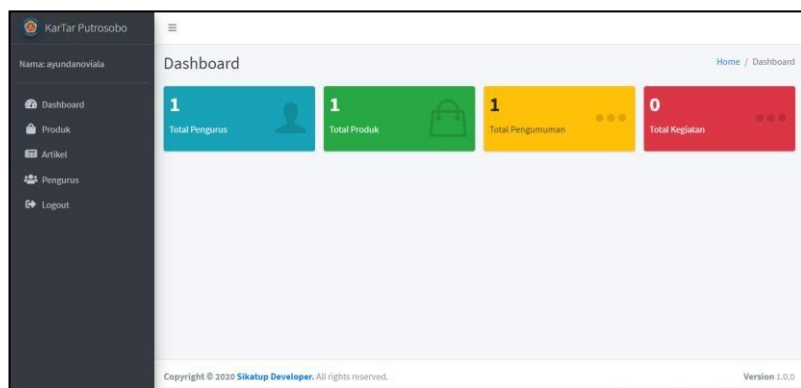 KarTar Putrosobo
Nama: ayundanoviala
Dashboard
Produk
Artikel
Pengurus
Logout
Dashboard
Home / Dashboard
1
Total Pengurus
1
Total Produk
1
Total Pengumuman
0
Total Kegiatan
Copyright © 2020 Sikatup Developer. All rights reserved.
Version 1.0.0